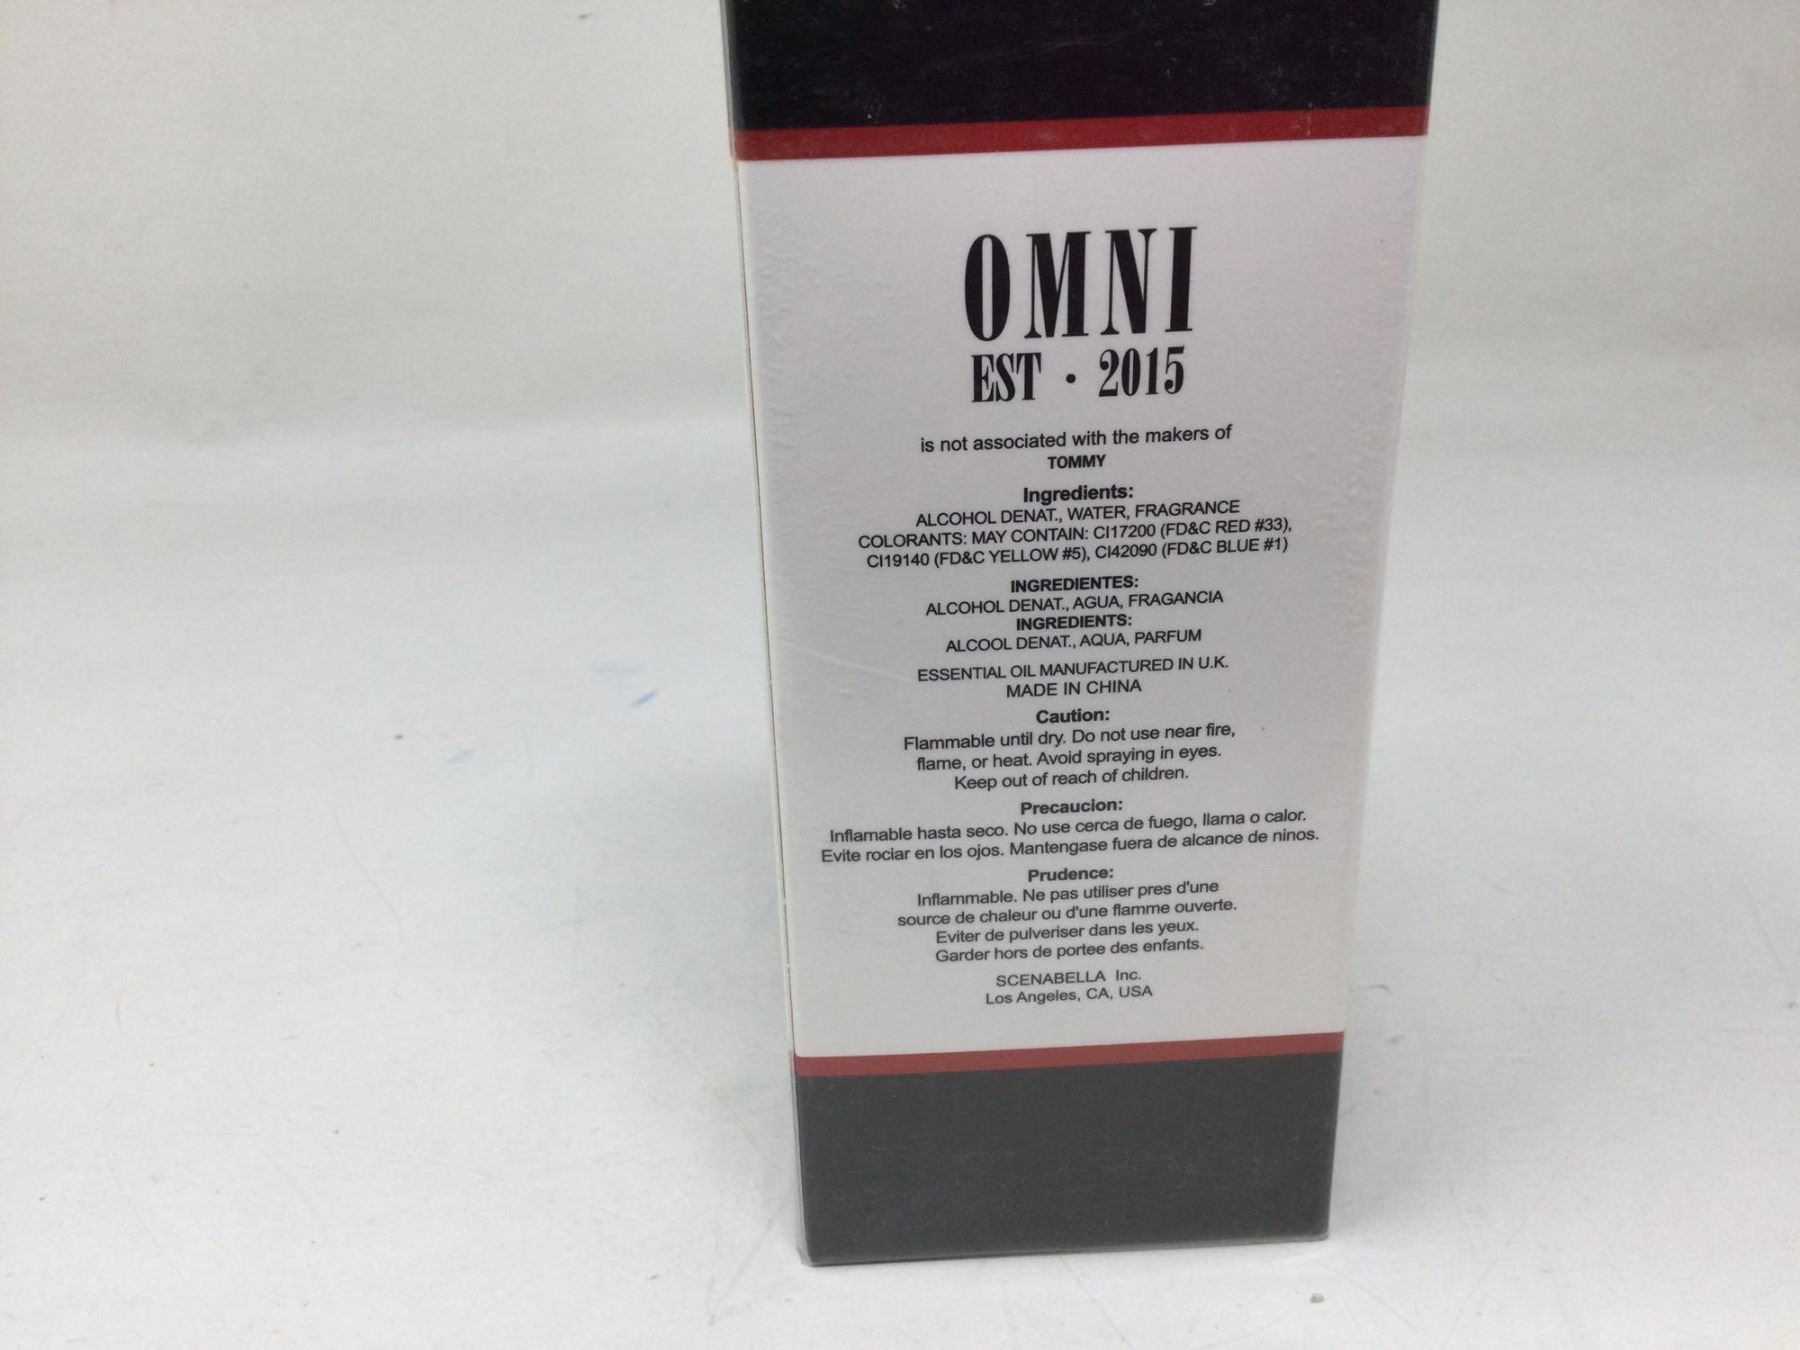 OMNI
EST · 2015
is not associated with the makers of
TOMMY
Ingredients:
ALCOHOL DENAT., WATER, FRAGRANCE
COLORANTS: MAY CONTAIN: CI17200 (FD&C RED #33),
CI19140 (FD&C YELLOW #5), CI42090 (FD&C BLUE #1)
INGREDIENTES:
ALCOHOL DENAT., AGUA, FRAGANCIA
INGREDIENTS:
ALCOOL DENAT., AQUA, PARFUM
ESSENTIAL OIL MANUFACTURED IN U.K.
MADE IN CHINA
Caution:
Flammable until dry. Do not use near fire,
flame, or heat. Avoid spraying in eyes.
Keep out of reach of children.
Precaucion:
Inflamable hasta seco. No use cerca de fuego, llama o calor.
Evite rociar en los ojos. Mantengase fuera de alcance de ninos.
Prudence:
Inflammable. Ne pas utiliser pres d'une
source de chaleur ou d'une flamme ouverte.
Eviter de pulveriser dans les yeux.
Garder hors de portee des enfants.
SCENABELLA Inc.
Los Angeles, CA, USA